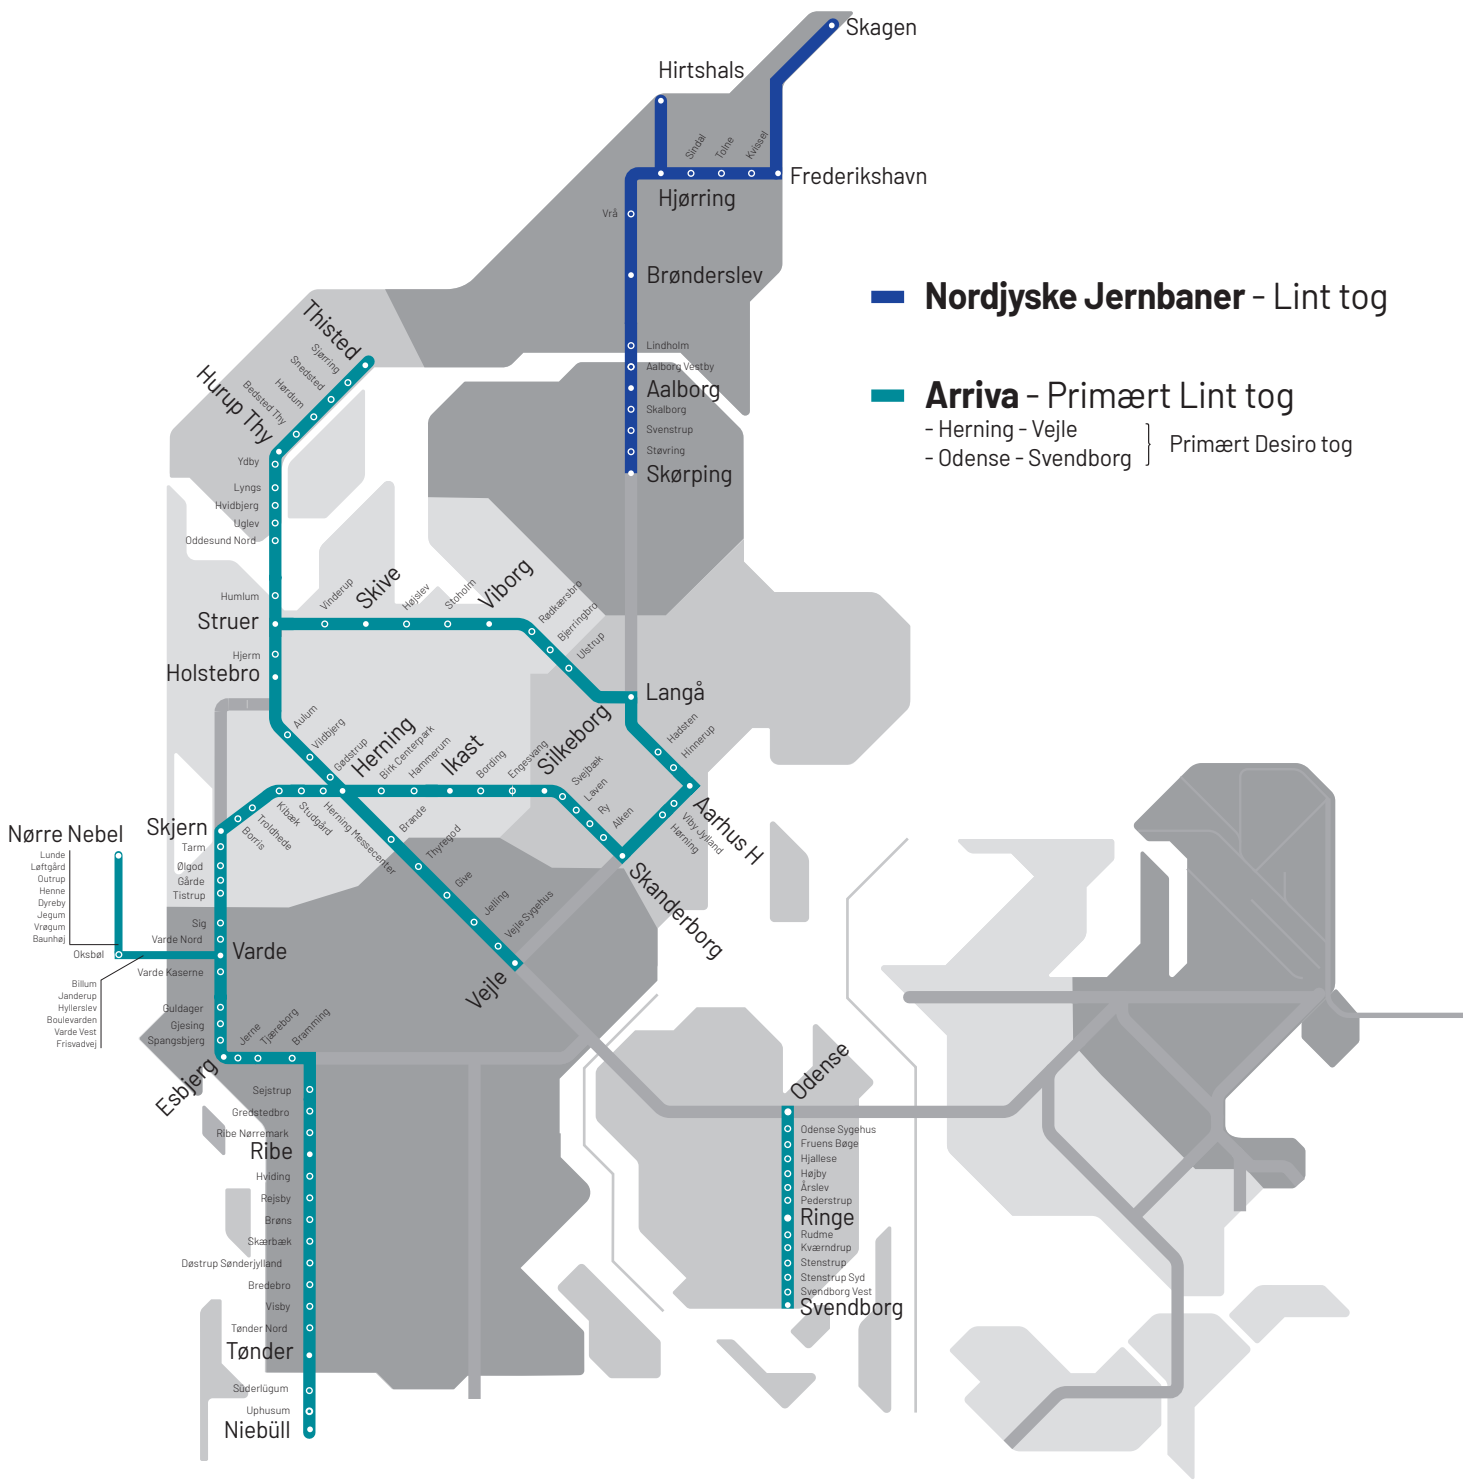 Skagen
Hirtshals
Sindal
Tolne
Kvissel
Frederikshavn
Hjørring
Vrå
Brønderslev
Nordjyske Jernbaner - Lint tog
Arriva - Primært Lint tog
- Herning - Vejle
- Odense - Svendborg
Primært Desiro tog
Lindholm
Aalborg Vestby
Aalborg
Skalborg
Svenstrup
Støvring
Skørping
Thisted
Sjørring
Snedsted
Hørdum
Bedsted Thy
Hurup Thy
Ydby
Lyngs
Hvidbjerg
Uglev
Oddesund Nord
Humlum
Struer
Vinderup
Skive
Højslev
Stoholm
Viborg
Rødkærsbro
Bjerringbro
Ulstrup
Langå
Hadsten
Hinnerup
Aarhus H
Viby Jylland
Hørning
Skanderborg
Hjerm
Holstebro
Aulum
Vildbjerg
Gødstrup
Herning
Birk Centerpark
Hammerum
Ikast
Bording
Engesvang
Silkeborg
Svejbæk
Laven
Ry
Alken
Herning Messecenter
Studgård
Kibæk
Troldhede
Borris
Skjern
Brande
Thyregod
Give
Jelling
Vejle Sygehus
Vejle
Tarm
Ølgod
Gårde
Tistrup
Sig
Varde Nord
Varde
Nørre Nebel
Lunde
Løftgård
Outrup
Henne
Dyreby
Jegum
Vrøgum
Baunhøj
Oksbøl
Billum
Janderup
Hyllerslev
Boulevarden
Varde Vest
Frisvadvej
Varde Kaserne
Guldager
Gjesing
Spangsbjerg
Esbjerg
Jerne
Tjæreborg
Bramming
Sejstrup
Gredstedbro
Ribe Nørremark
Ribe
Hviding
Rejsby
Brøns
Skærbæk
Døstrup Sønderjylland
Bredebro
Visby
Tønder Nord
Tønder
Süderlügum
Uphusum
Niebüll
Odense
Odense Sygehus
Fruens Bøge
Hjallese
Højby
Årslev
Pederstrup
Ringe
Rudme
Kværndrup
Stenstrup
Stenstrup Syd
Svendborg Vest
Svendborg